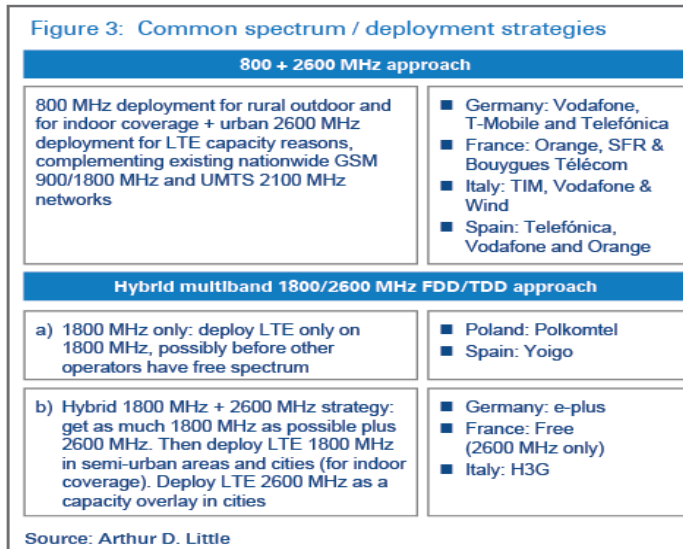 Figure 3: Common spectrum / deployment strategies
800 + 2600 MHz approach
800 MHz deployment for rural outdoor and
for indoor coverage + urban 2600 MHz
deployment for LTE capacity reasons,
complementing existing nationwide GSM
900/1800 MHz and UMTS 2100 MHz
networks
■ Germany: Vodafone,
T-Mobile and Telefónica
■ France: Orange, SFR &
Bouygues Télécom
■ Italy: TIM, Vodafone &
Wind
■ Spain: Telefónica,
Vodafone and Orange
Hybrid multiband 1800/2600 MHz FDD/TDD approach
a) 1800 MHz only: deploy LTE only on
1800 MHz, possibly before other
operators have free spectrum
■ Poland: Polkomtel
■ Spain: Yoigo
b) Hybrid 1800 MHz + 2600 MHz strategy:
get as much 1800 MHz as possible plus
2600 MHz. Then deploy LTE 1800 MHz
in semi-urban areas and cities (for indoor
coverage). Deploy LTE 2600 MHz as a
capacity overlay in cities
■ Germany: e-plus
■ France: Free
(2600 MHz only)
■ Italy: H3G
Source: Arthur D. Little